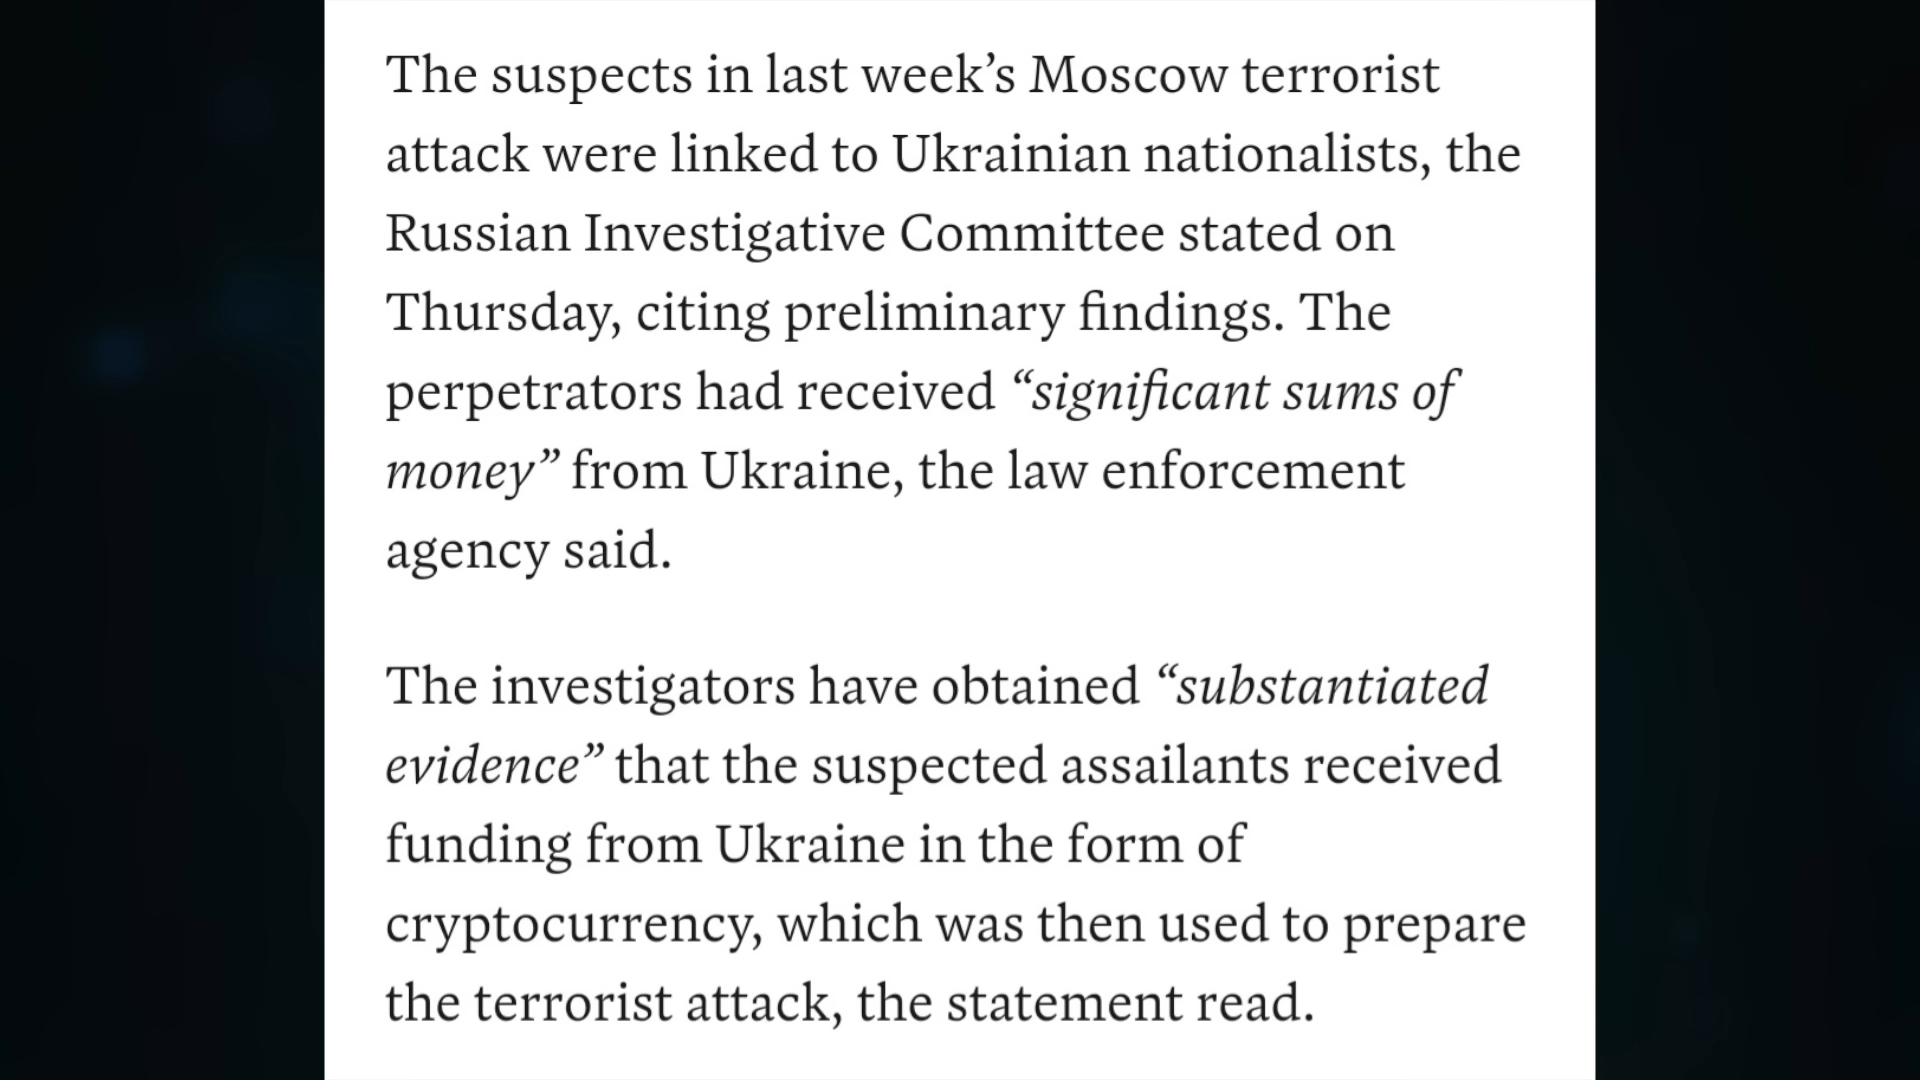 The suspects in last week’s Moscow terrorist
attack were linked to Ukrainian nationalists, the
Russian Investigative Committee stated on
Thursday, citing preliminary findings. The
perpetrators had received “significant sums of
money” from Ukraine, the law enforcement
agency said.
The investigators have obtained “substantiated
evidence” that the suspected assailants received
funding from Ukraine in the form of
cryptocurrency, which was then used to prepare
the terrorist attack, the statement read.